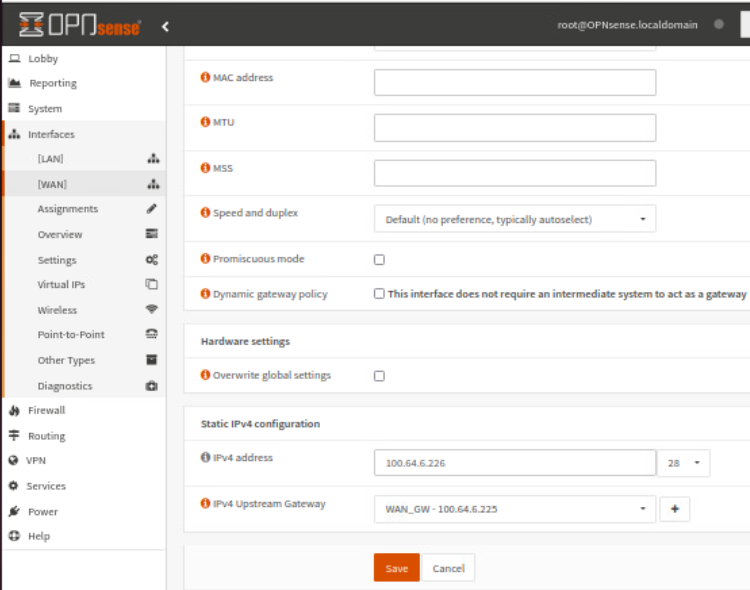 OPNsense
root@OPNsense.localdomain
Lobby
Reporting
System
Interfaces
[LAN]
[WAN]
Assignments
Overview
Settings
Virtual IPs
Wireless
Point-to-Point
Other Types
Diagnostics
Firewall
Routing
VPN
Services
Power
Help
MAC address
MTU
MSS
Speed and duplex
Default (no preference, typically autoselect)
Promiscuous mode
Dynamic gateway policy
This interface does not require an intermediate system to act as a gateway
Hardware settings
Overwrite global settings
Static IPv4 configuration
IPv4 address
100.64.6.226
28
IPv4 Upstream Gateway
WAN_GW - 100.64.6.225
Save
Cancel